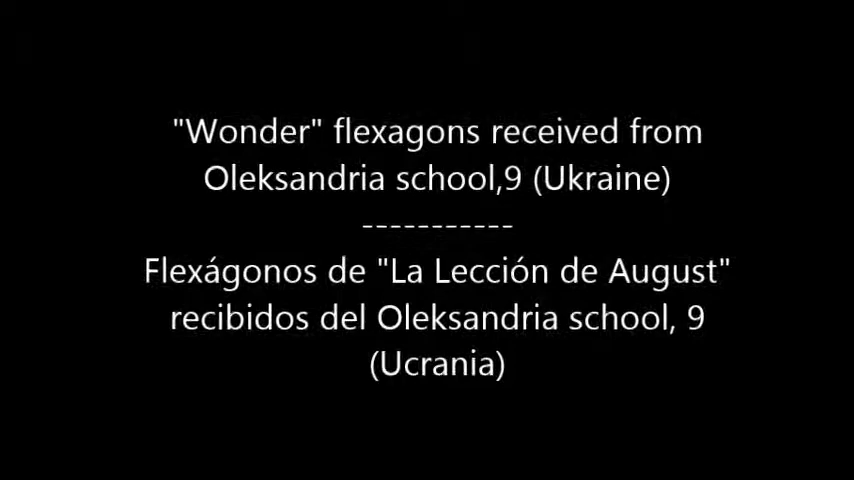 "Wonder" flexagons received from
Oleksandria school,9 (Ukraine)
-----------
Flexágonos de "La Lección de August"
recibidos del Oleksandria school, 9
(Ucrania)